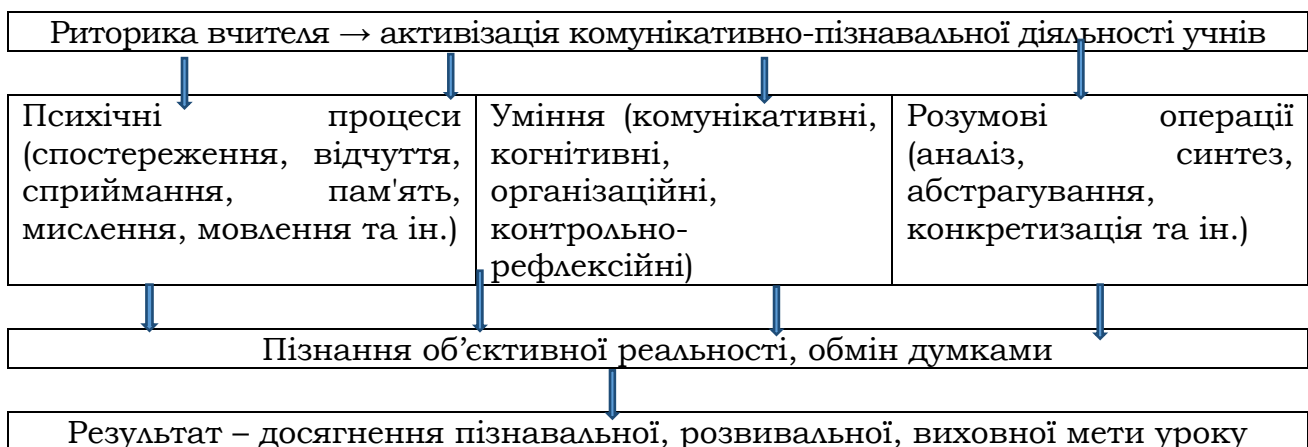 Риторика вчителя → активізація комунікативно-пізнавальної діяльності учнів
Психічні процеси
(спостереження, відчуття,
сприймання, пам'ять,
мислення, мовлення та ін.)
Уміння (комунікативні,
когнітивні,
організаційні,
контрольно-
рефлексійні)
Розумові операції
(аналіз, синтез,
абстрагування,
конкретизація та ін.)
Пізнання об’єктивної реальності, обмін думками
Результат – досягнення пізнавальної, розвивальної, виховної мети уроку